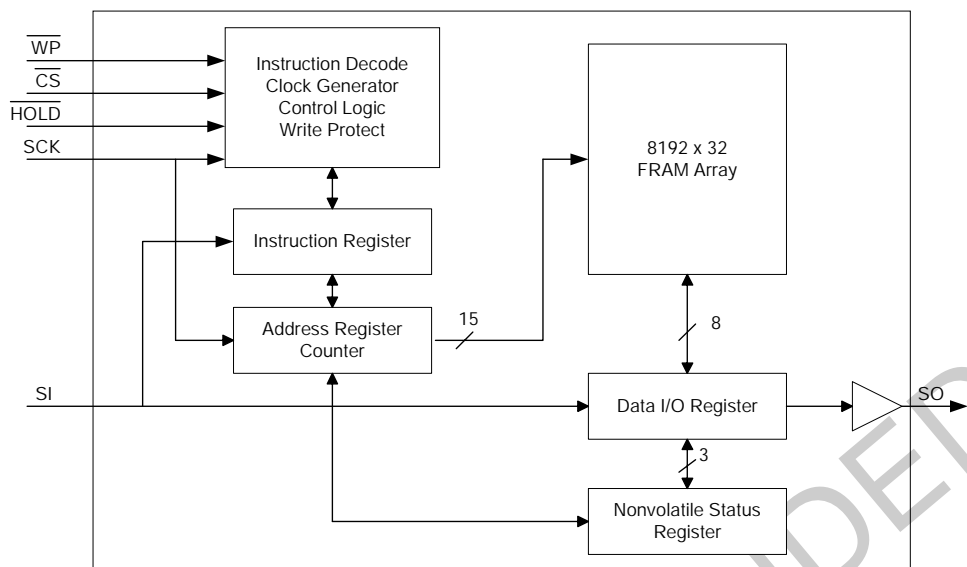 WP
CS
HOLD
SCK
Instruction Decode
Clock Generator
Control Logic
Write Protect
8192 x 32
FRAM Array
Instruction Register
Address Register
Counter
15
8
SI
Data I/O Register
SO
3
Nonvolatile Status
Register